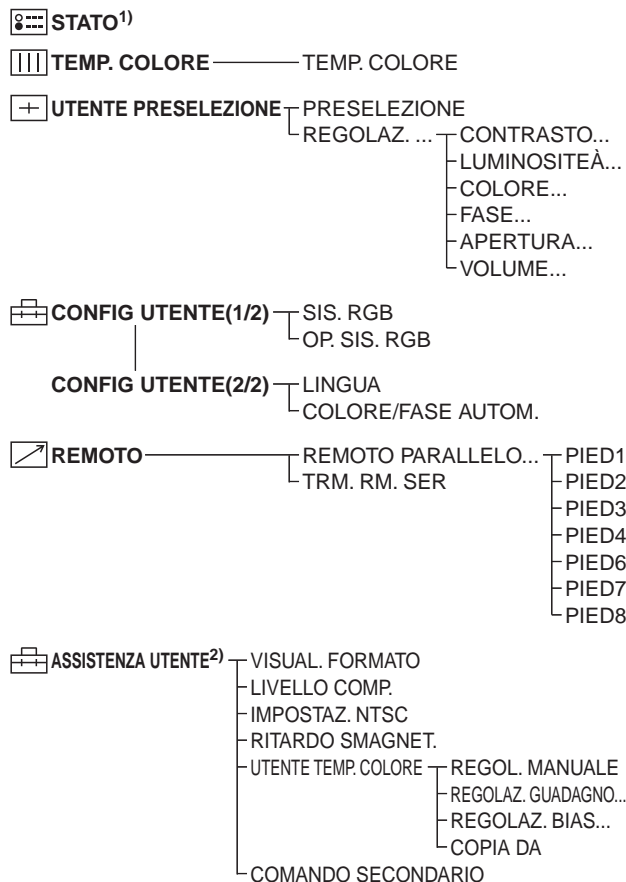 STATO1)
TEMP. COLORE TEMP. COLORE
UTENTE PRESELEZIONE PRESELEZIONE
REGOLAZ. ... CONTRASTO...
LUMINOSITEÀ...
COLORE...
FASE...
APERTURA...
VOLUME...
CONFIG UTENTE(1/2) SIS. RGB
OP. SIS. RGB
CONFIG UTENTE(2/2) LINGUA
COLORE/FASE AUTOM.
REMOTO REMOTO PARALLELO... PIED1
TRM. RM. SER PIED2
PIED3
PIED4
PIED6
PIED7
PIED8
ASSISTENZA UTENTE2) VISUAL. FORMATO
LIVELLO COMP.
IMPOSTAZ. NTSC
RITARDO SMAGNET.
UTENTE TEMP. COLORE REGOL. MANUALE
REGOLAZ. GUADAGNO...
REGOLAZ. BIAS...
COPIA DA
COMANDO SECONDARIO